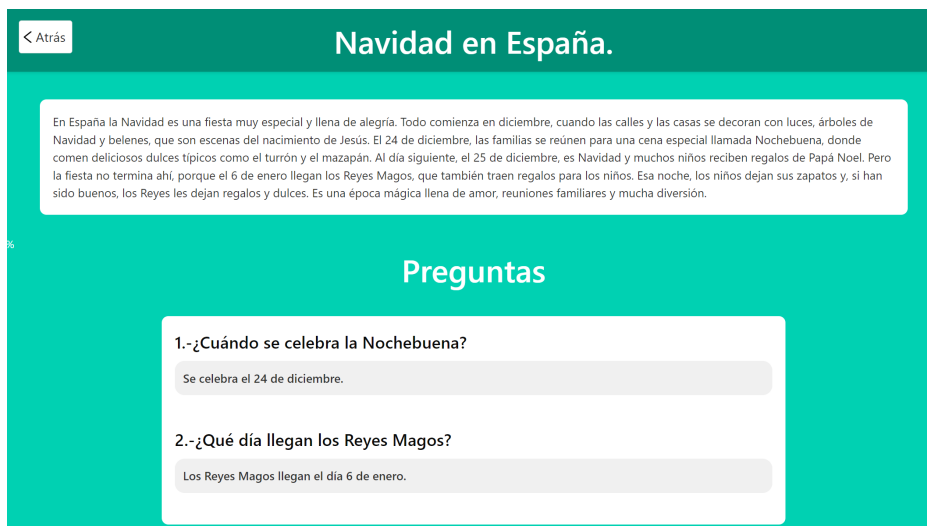 Atrás
Navidad en España.
En España la Navidad es una fiesta muy especial y llena de alegría. Todo comienza en diciembre, cuando las calles y las casas se decoran con luces, árboles de
Navidad y belenes, que son escenas del nacimiento de Jesús. El 24 de diciembre, las familias se reúnen para una cena especial llamada Nochebuena, donde
comen deliciosos dulces típicos como el turrón y el mazapán. Al día siguiente, el 25 de diciembre, es Navidad y muchos niños reciben regalos de Papá Noel. Pero
la fiesta no termina ahí, porque el 6 de enero llegan los Reyes Magos, que también traen regalos para los niños. Esa noche, los niños dejan sus zapatos y, si han
sido buenos, los Reyes les dejan regalos y dulces. Es una época mágica llena de amor, reuniones familiares y mucha diversión.
%
Preguntas
1.-¿Cuándo se celebra la Nochebuena?
Se celebra el 24 de diciembre.
2.-¿Qué día llegan los Reyes Magos?
Los Reyes Magos llegan el día 6 de enero.